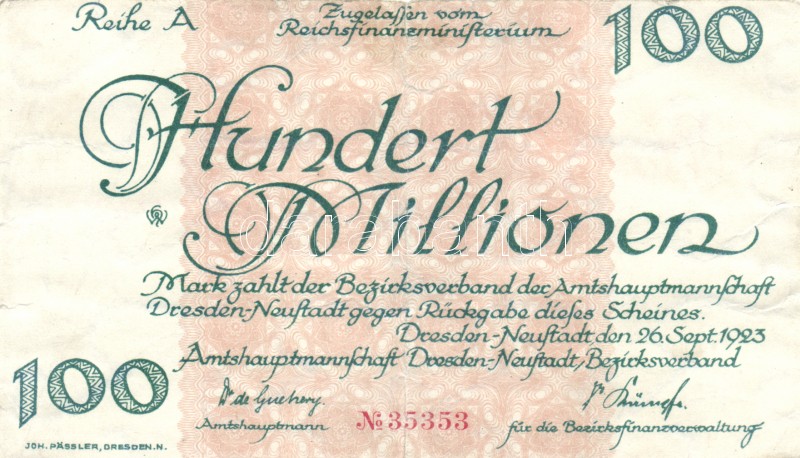 Reihe A
Zugelassen vom
Reichsfinanzministerium
100
Hundert
Millionen
Mark zahlt der Bezirksverband der Amtshauptmannschaft
Dresden-Neustadt gegen Rückgabe dieses Scheines.
Dresden-Neustadt, den 26. Sept. 1923
Amtshauptmannschaft Dresden-Neustadt, Bezirksverband
100
Amtshauptmann
№ 35353
für die Bezirksfinanzverwaltung
JOH. PÄSSLER, DRESDEN. N.